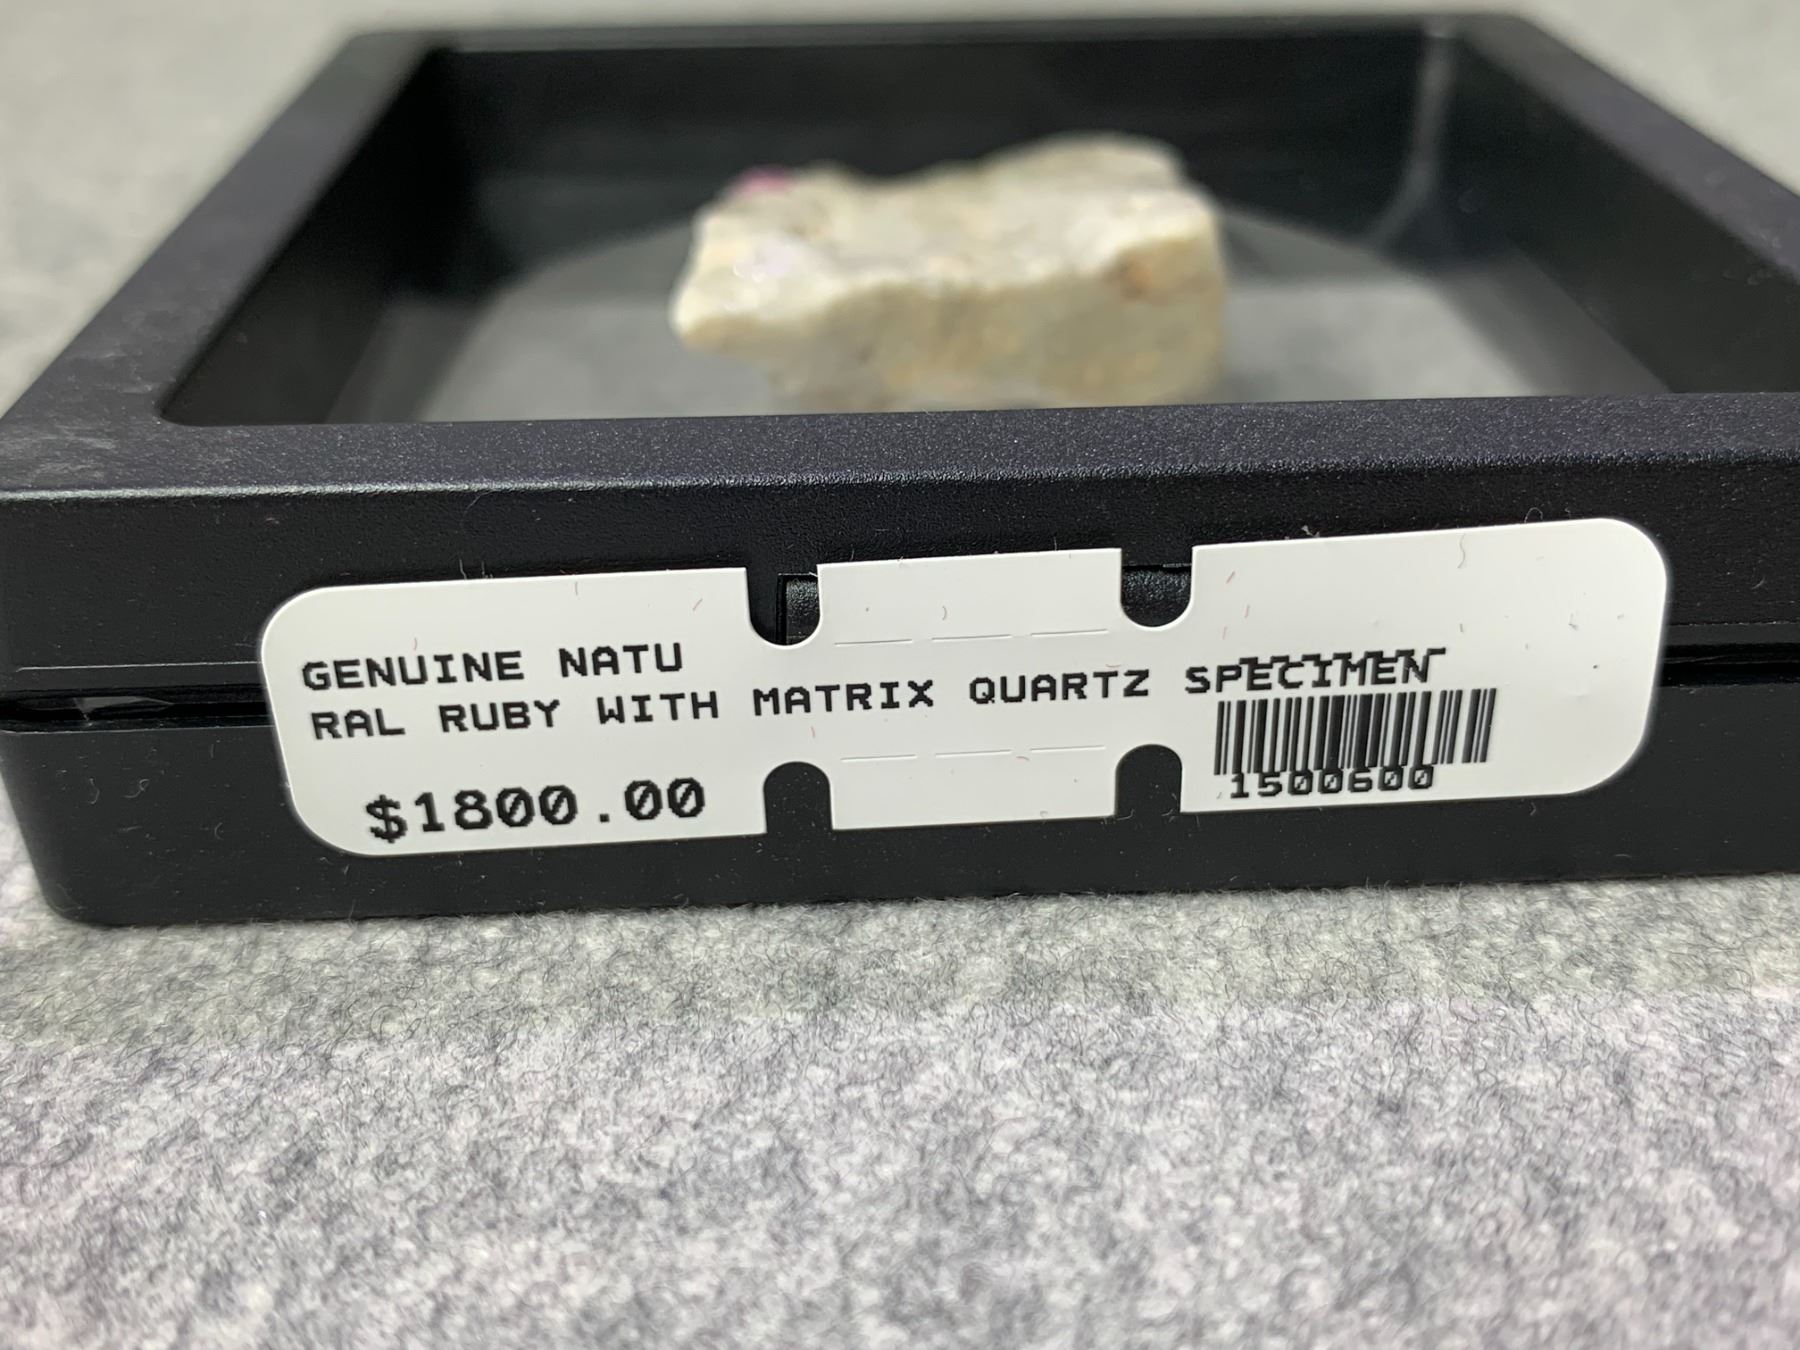 GENUINE NATU
RAL RUBY WITH MATRIX QUARTZ SPECIMEN
$1800.00
1500600